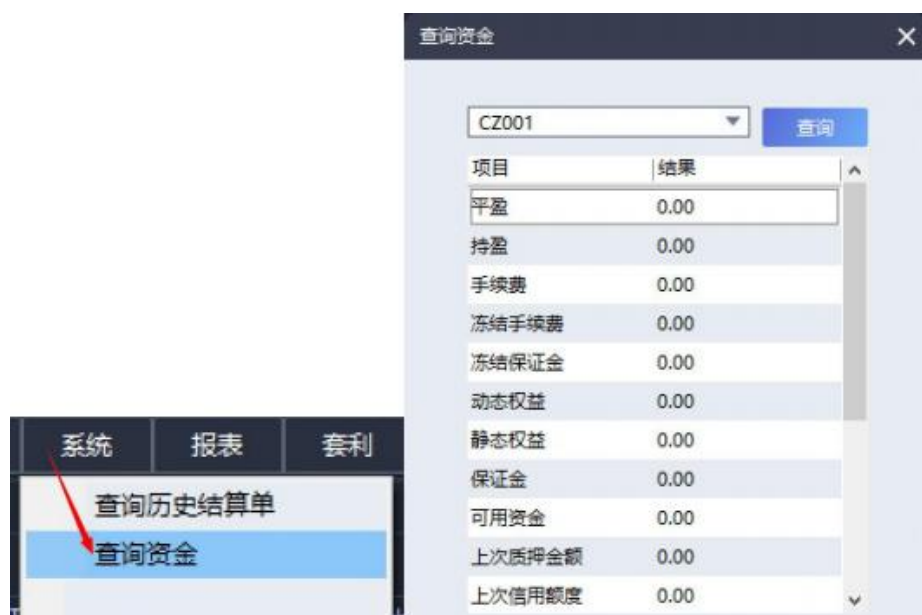 查询资金
CZ001
查询
项目 结果
平盈 0.00
持盈 0.00
手续费 0.00
冻结手续费 0.00
冻结保证金 0.00
动态权益 0.00
静态权益 0.00
保证金 0.00
可用资金 0.00
上次质押金额 0.00
上次信用额度 0.00
系统 报表 套利
查询历史结算单
查询资金